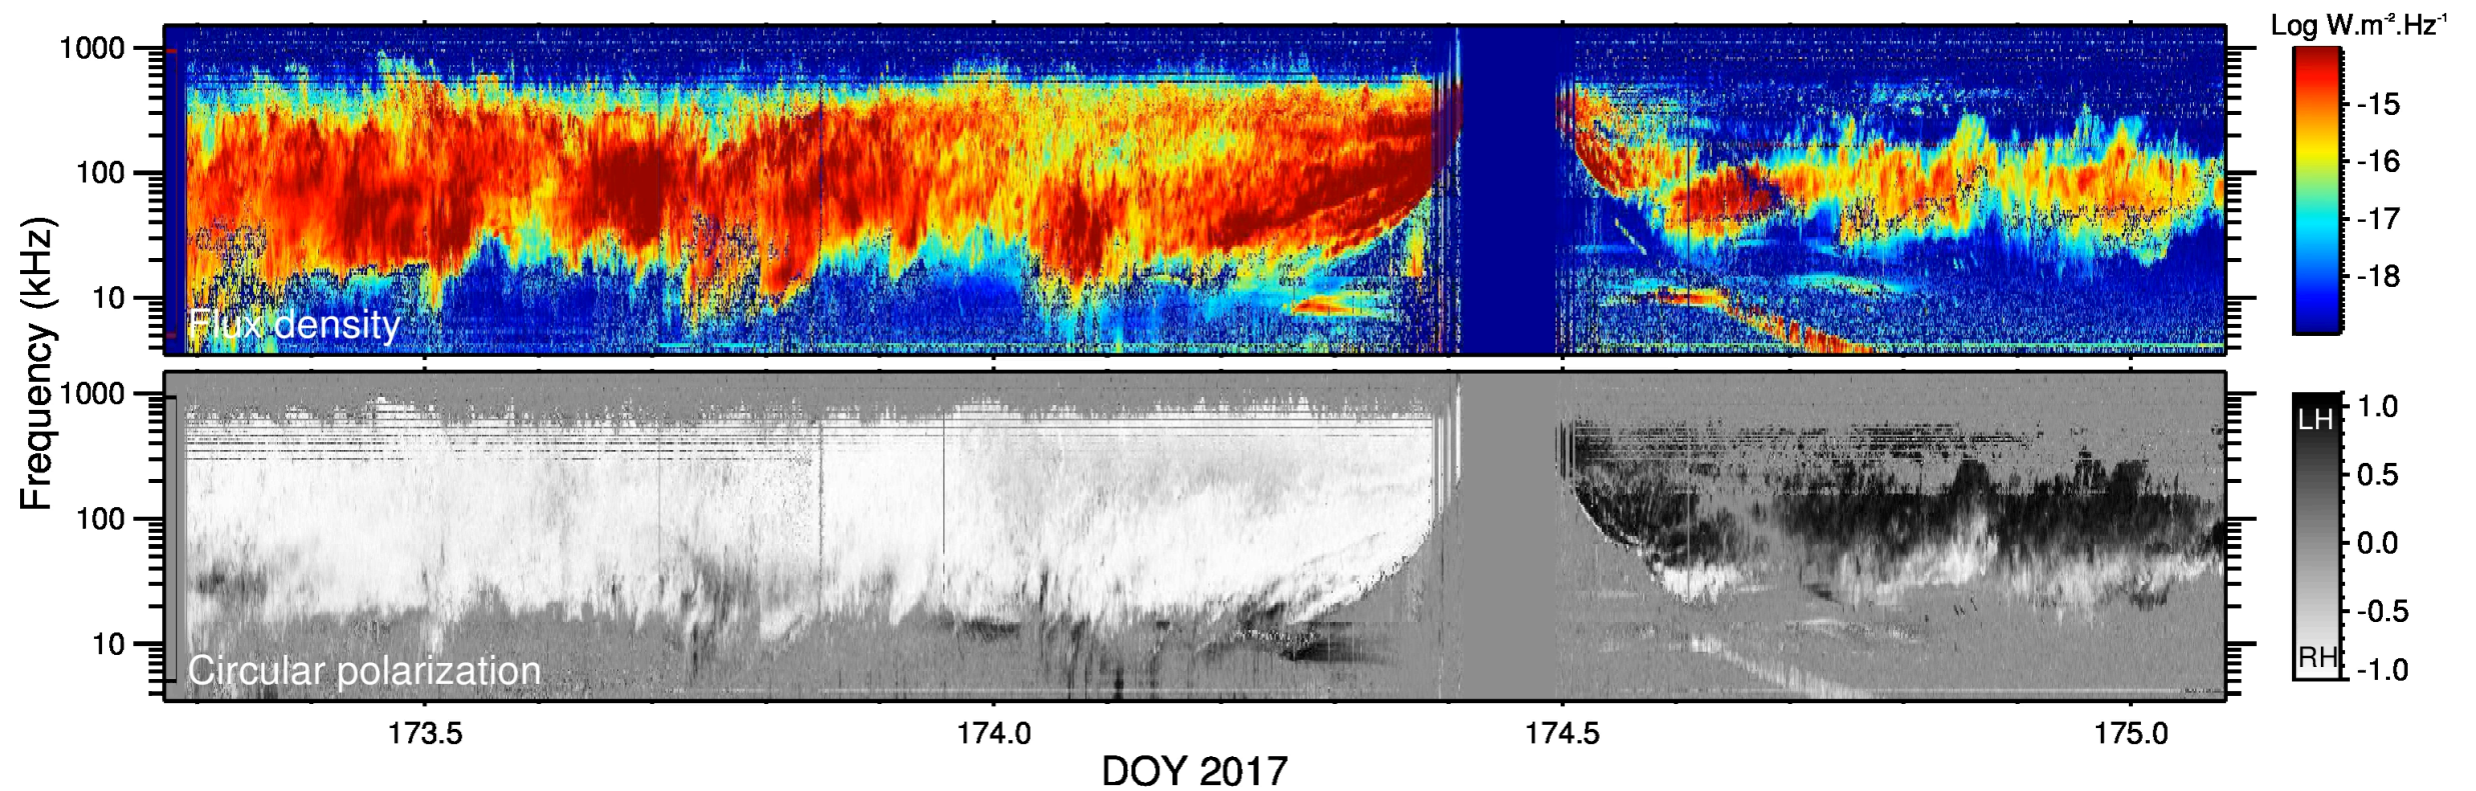 Log W.m⁻².Hz⁻¹
1000
100
10
Flux density
-15
-16
-17
-18
Frequency (kHz)
1000
100
10
Circular polarization
LH
RH
1.0
0.5
0.0
-0.5
-1.0
173.5
174.0
174.5
175.0
DOY 2017